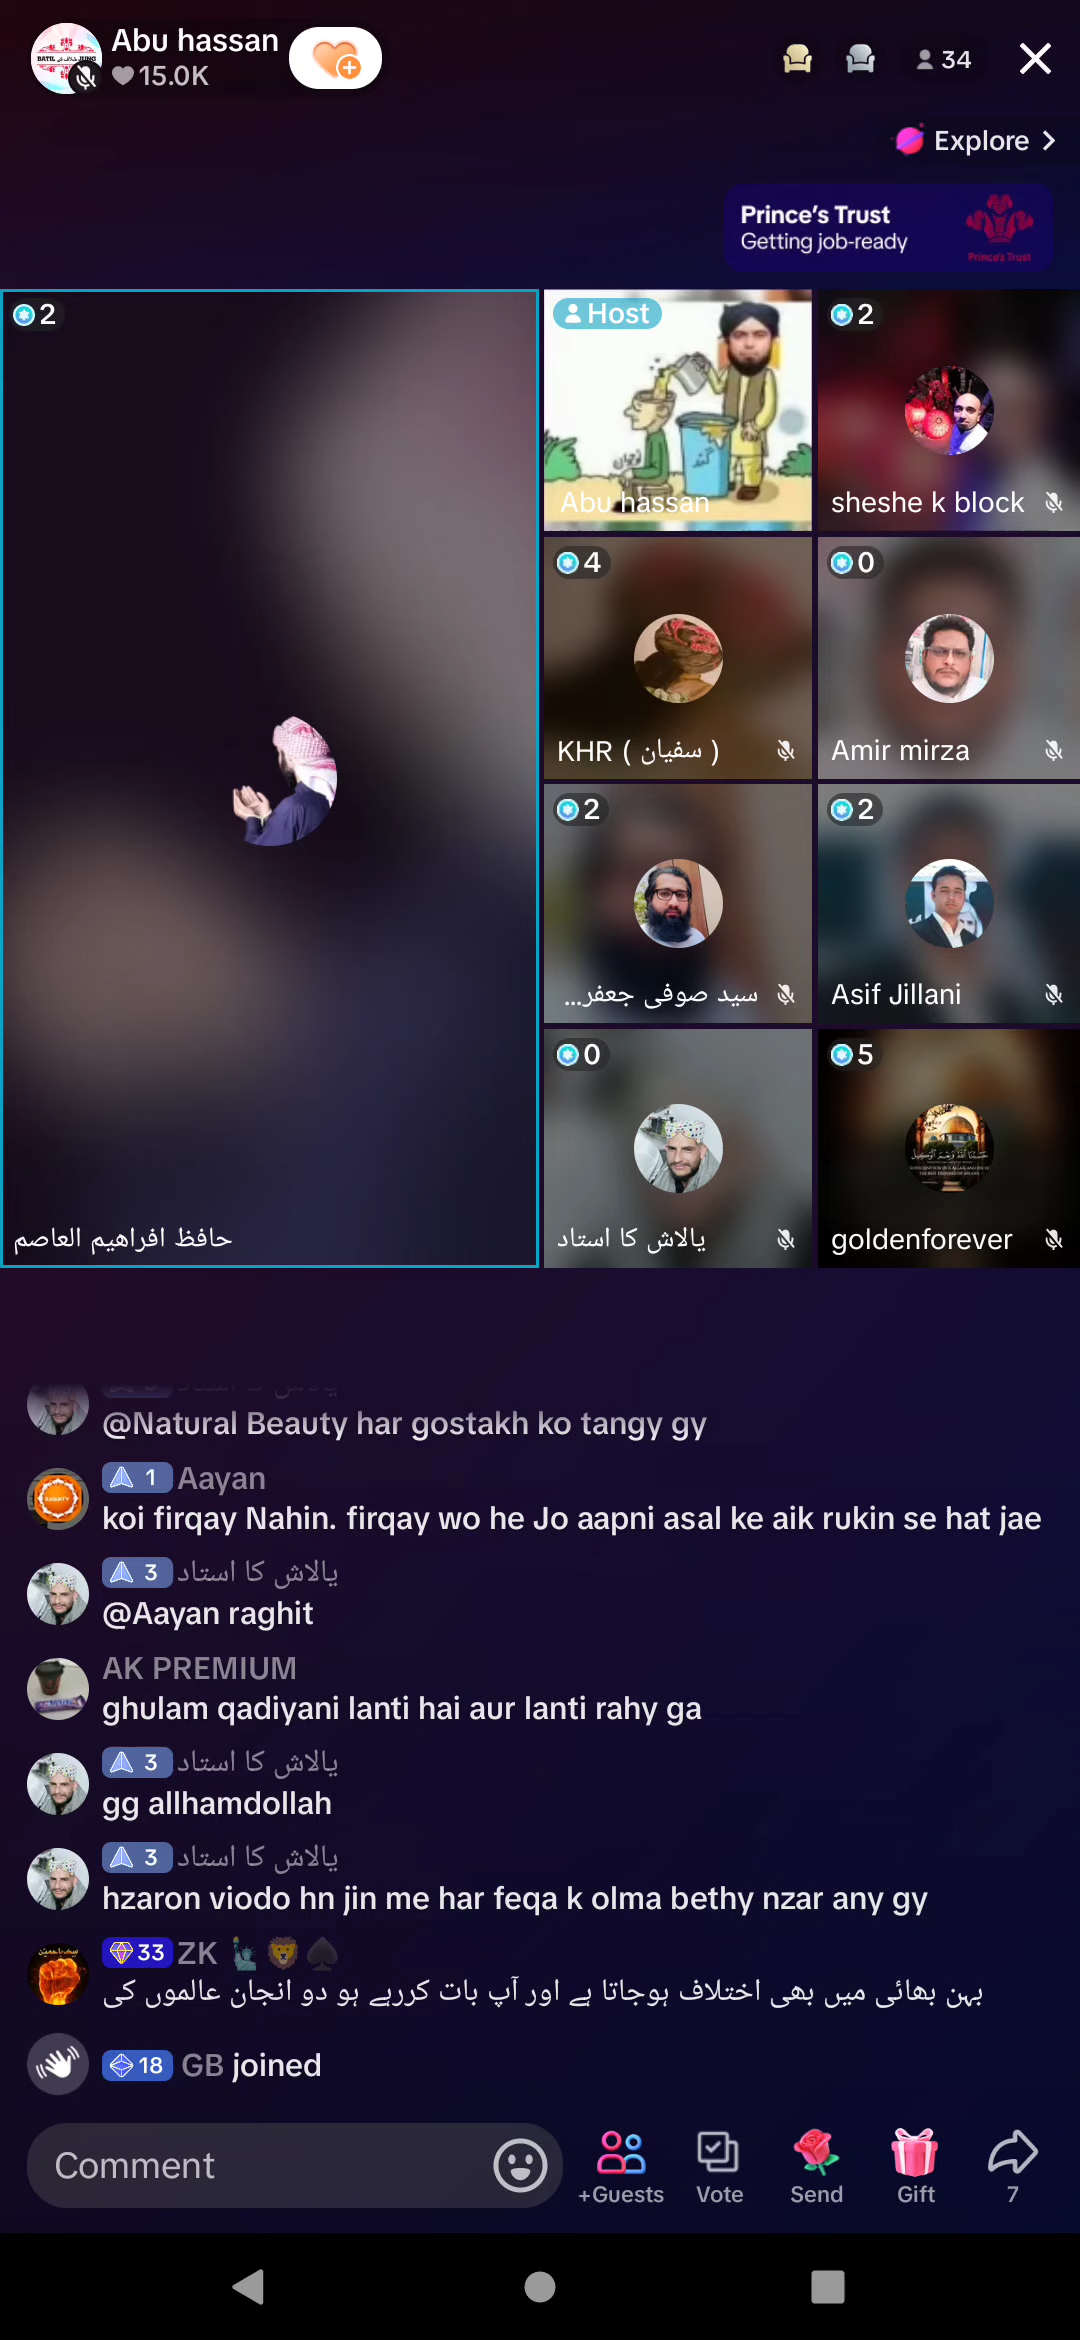 Abu hassan
15.0K
34
Explore
Prince's Trust
Getting job-ready
Prince's Trust
2
Host
2
نوجوان
گند
Abu hassan
sheshe k block
4
0
KHR ( سفیان )
Amir mirza
2
2
سید صوفی جعفر...
Asif Jillani
0
5
حافظ افراهیم العاصم
یالاش کا استاد
goldenforever
@Natural Beauty har gostakh ko tangy gy
1 Aayan
koi firqay Nahin. firqay wo he Jo aapni asal ke aik rukin se hat jae
3 یالاش کا استاد
@Aayan raghit
AK PREMIUM
ghulam qadiyani lanti hai aur lanti rahy ga
3 یالاش کا استاد
gg allhamdollah
3 یالاش کا استاد
hzaron viodo hn jin me har feqa k olma bethy nzar any gy
33 ZK
بہن بھائی میں بھی اختلاف ہوجاتا ہے اور آپ بات کررہے ہو دو انجان عالموں کی
18 GB joined
Comment
+Guests
Vote
Send
Gift
7